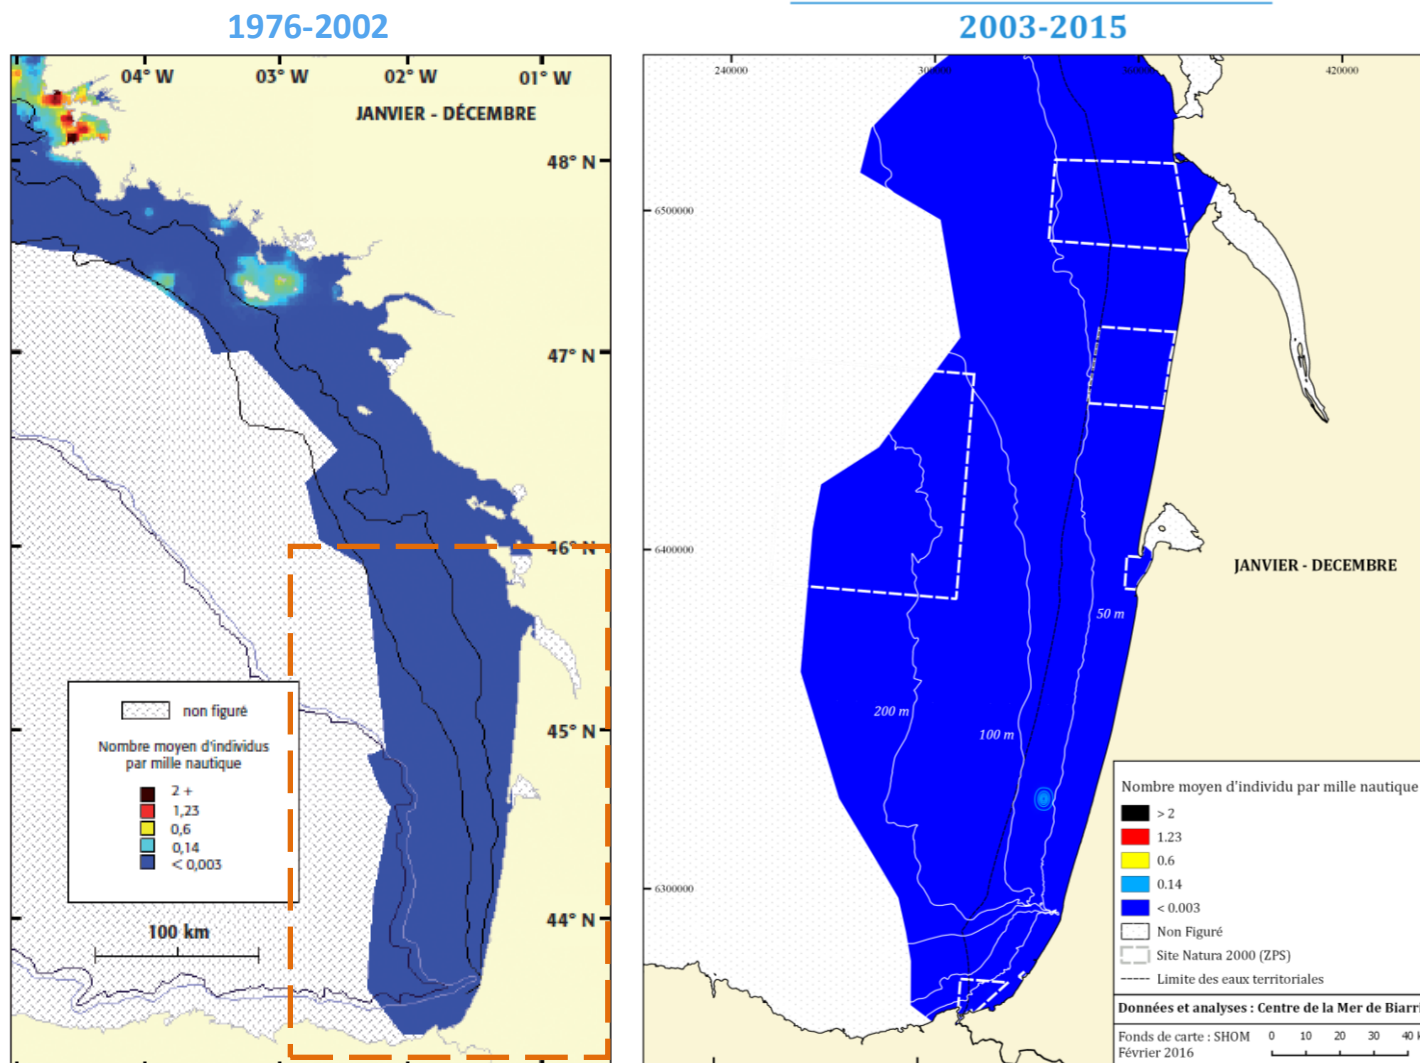 1976-2002
04° W 03° W 02° W 01° W
JANVIER - DÉCEMBRE
48° N
47° N
46° N
45° N
44° N
non figuré
Nombre moyen d'individus
par mille nautique
2 +
1,23
0,6
0,14
< 0,003
100 km
2003-2015
240000 420000
6500000
6400000
6300000
JANVIER - DECEMBRE
50 m
200 m
100 m
Nombre moyen d'individu par mille nautique
> 2
1.23
0.6
0.14
< 0.003
Non Figuré
Site Natura 2000 (ZPS)
Limite des eaux territoriales
Données et analyses : Centre de la Mer de Biarri
Fonds de carte : SHOM
Février 2016
0 10 20 30 40 k